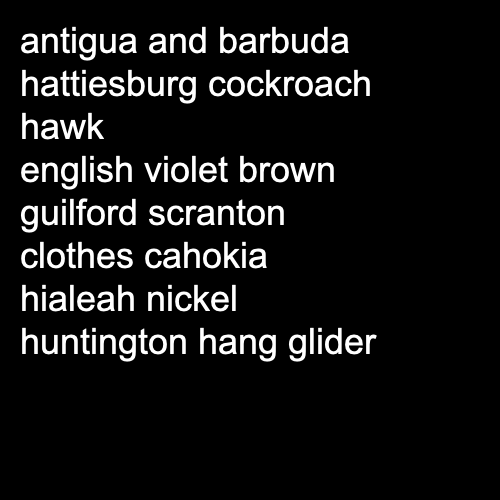 antigua and barbuda
hattiesburg cockroach
hawk
english violet brown
guilford scranton
clothes cahokia
hialeah nickel
huntington hang glider